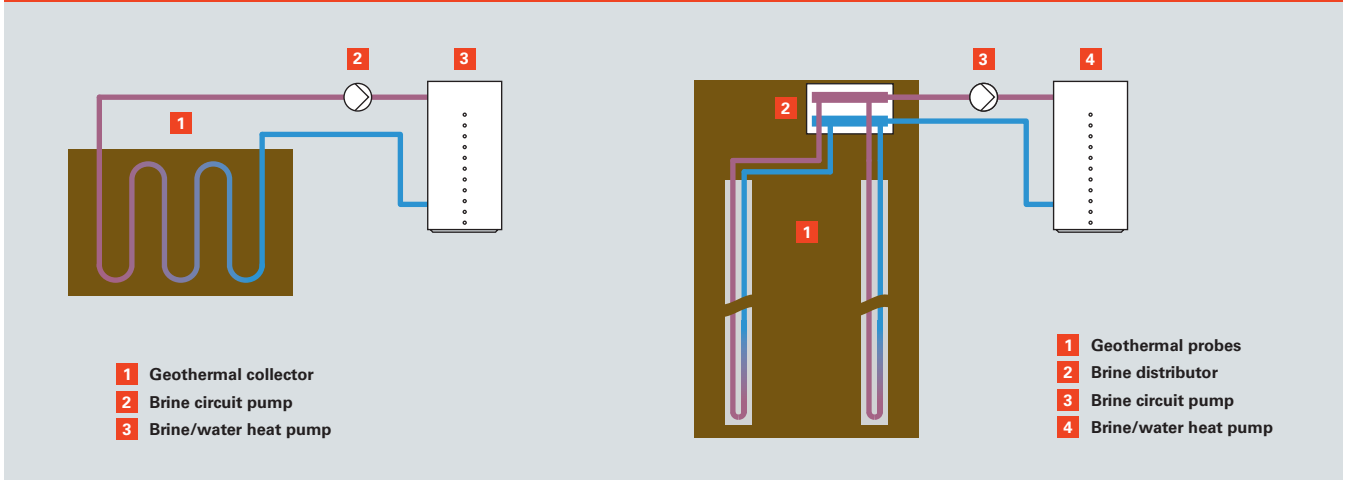 2
3
1
1 Geothermal collector
2 Brine circuit pump
3 Brine/water heat pump
3
4
2
1
1 Geothermal probes
2 Brine distributor
3 Brine circuit pump
4 Brine/water heat pump